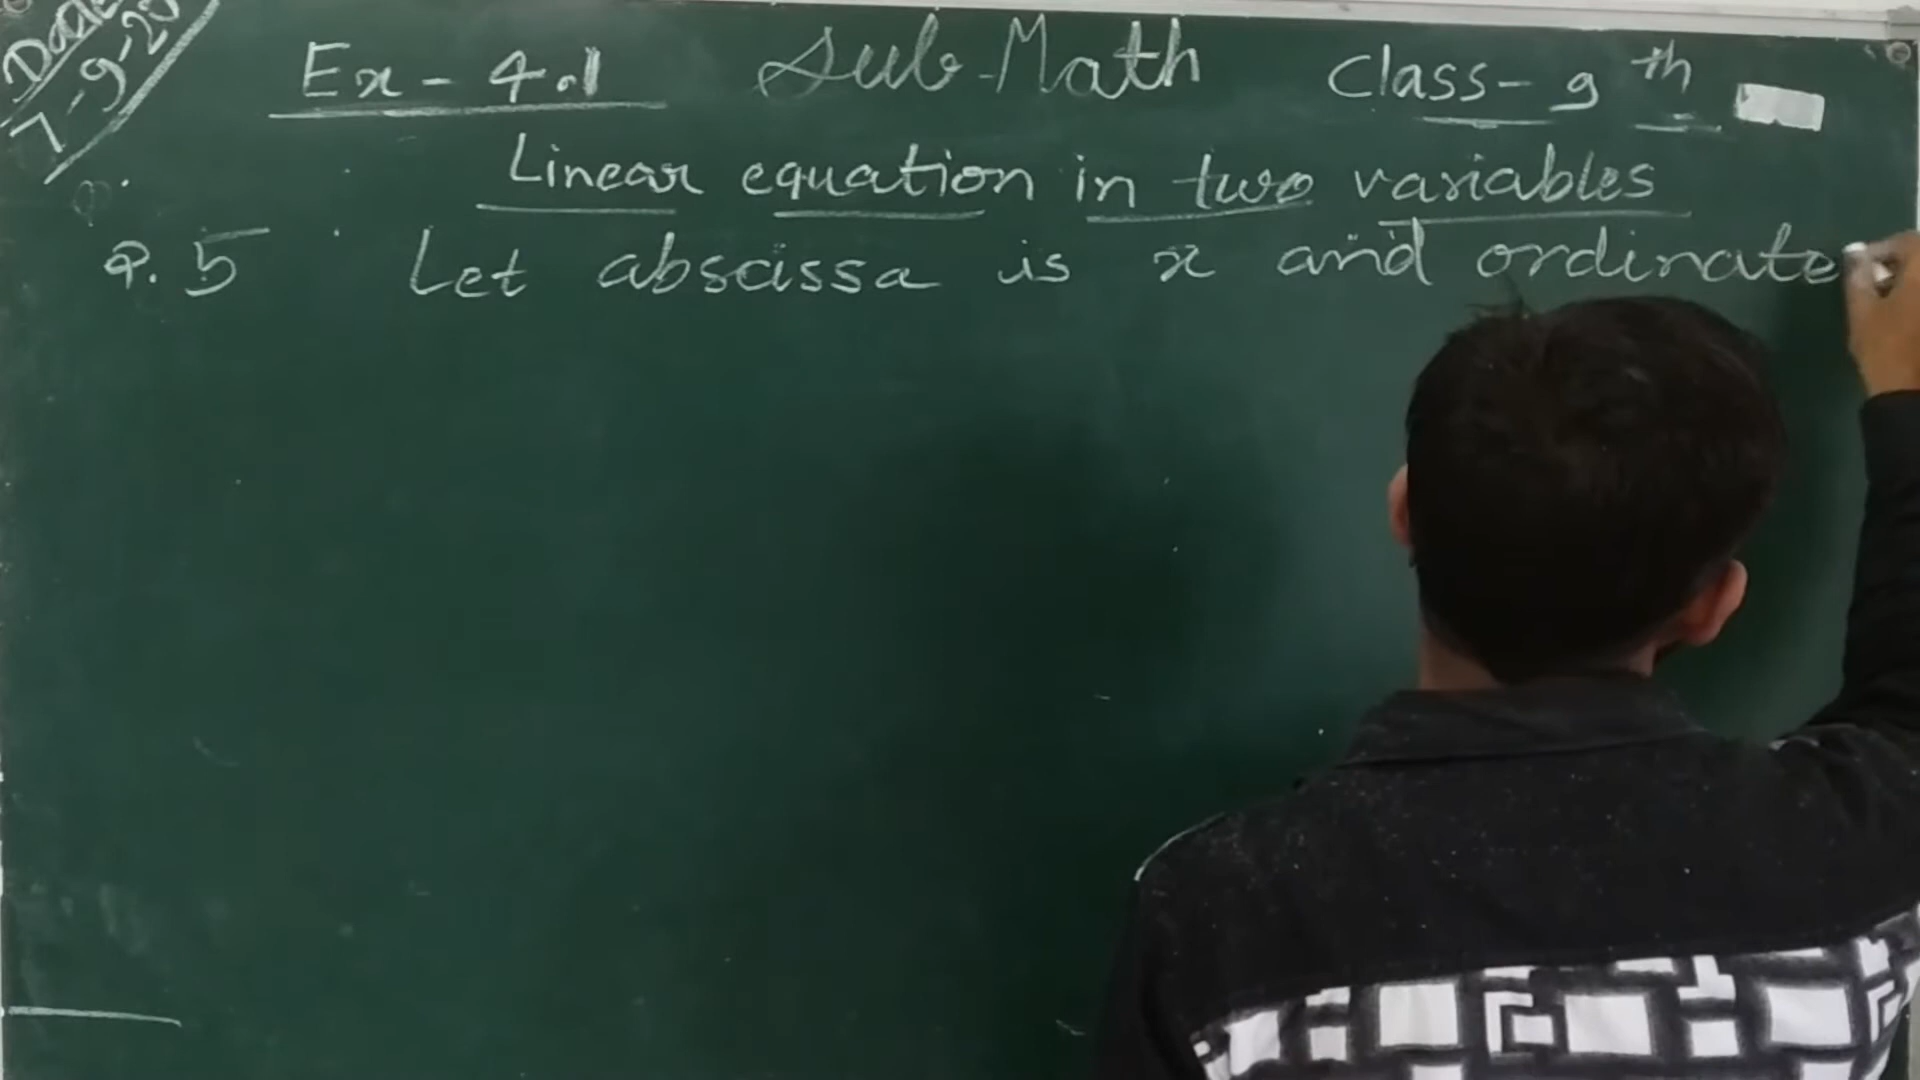 Date
7-9-20
Ex - 4.1 Sub-Math Class- 9th
Linear equation in two variables
Q. 5 Let abscissa is x and ordinate